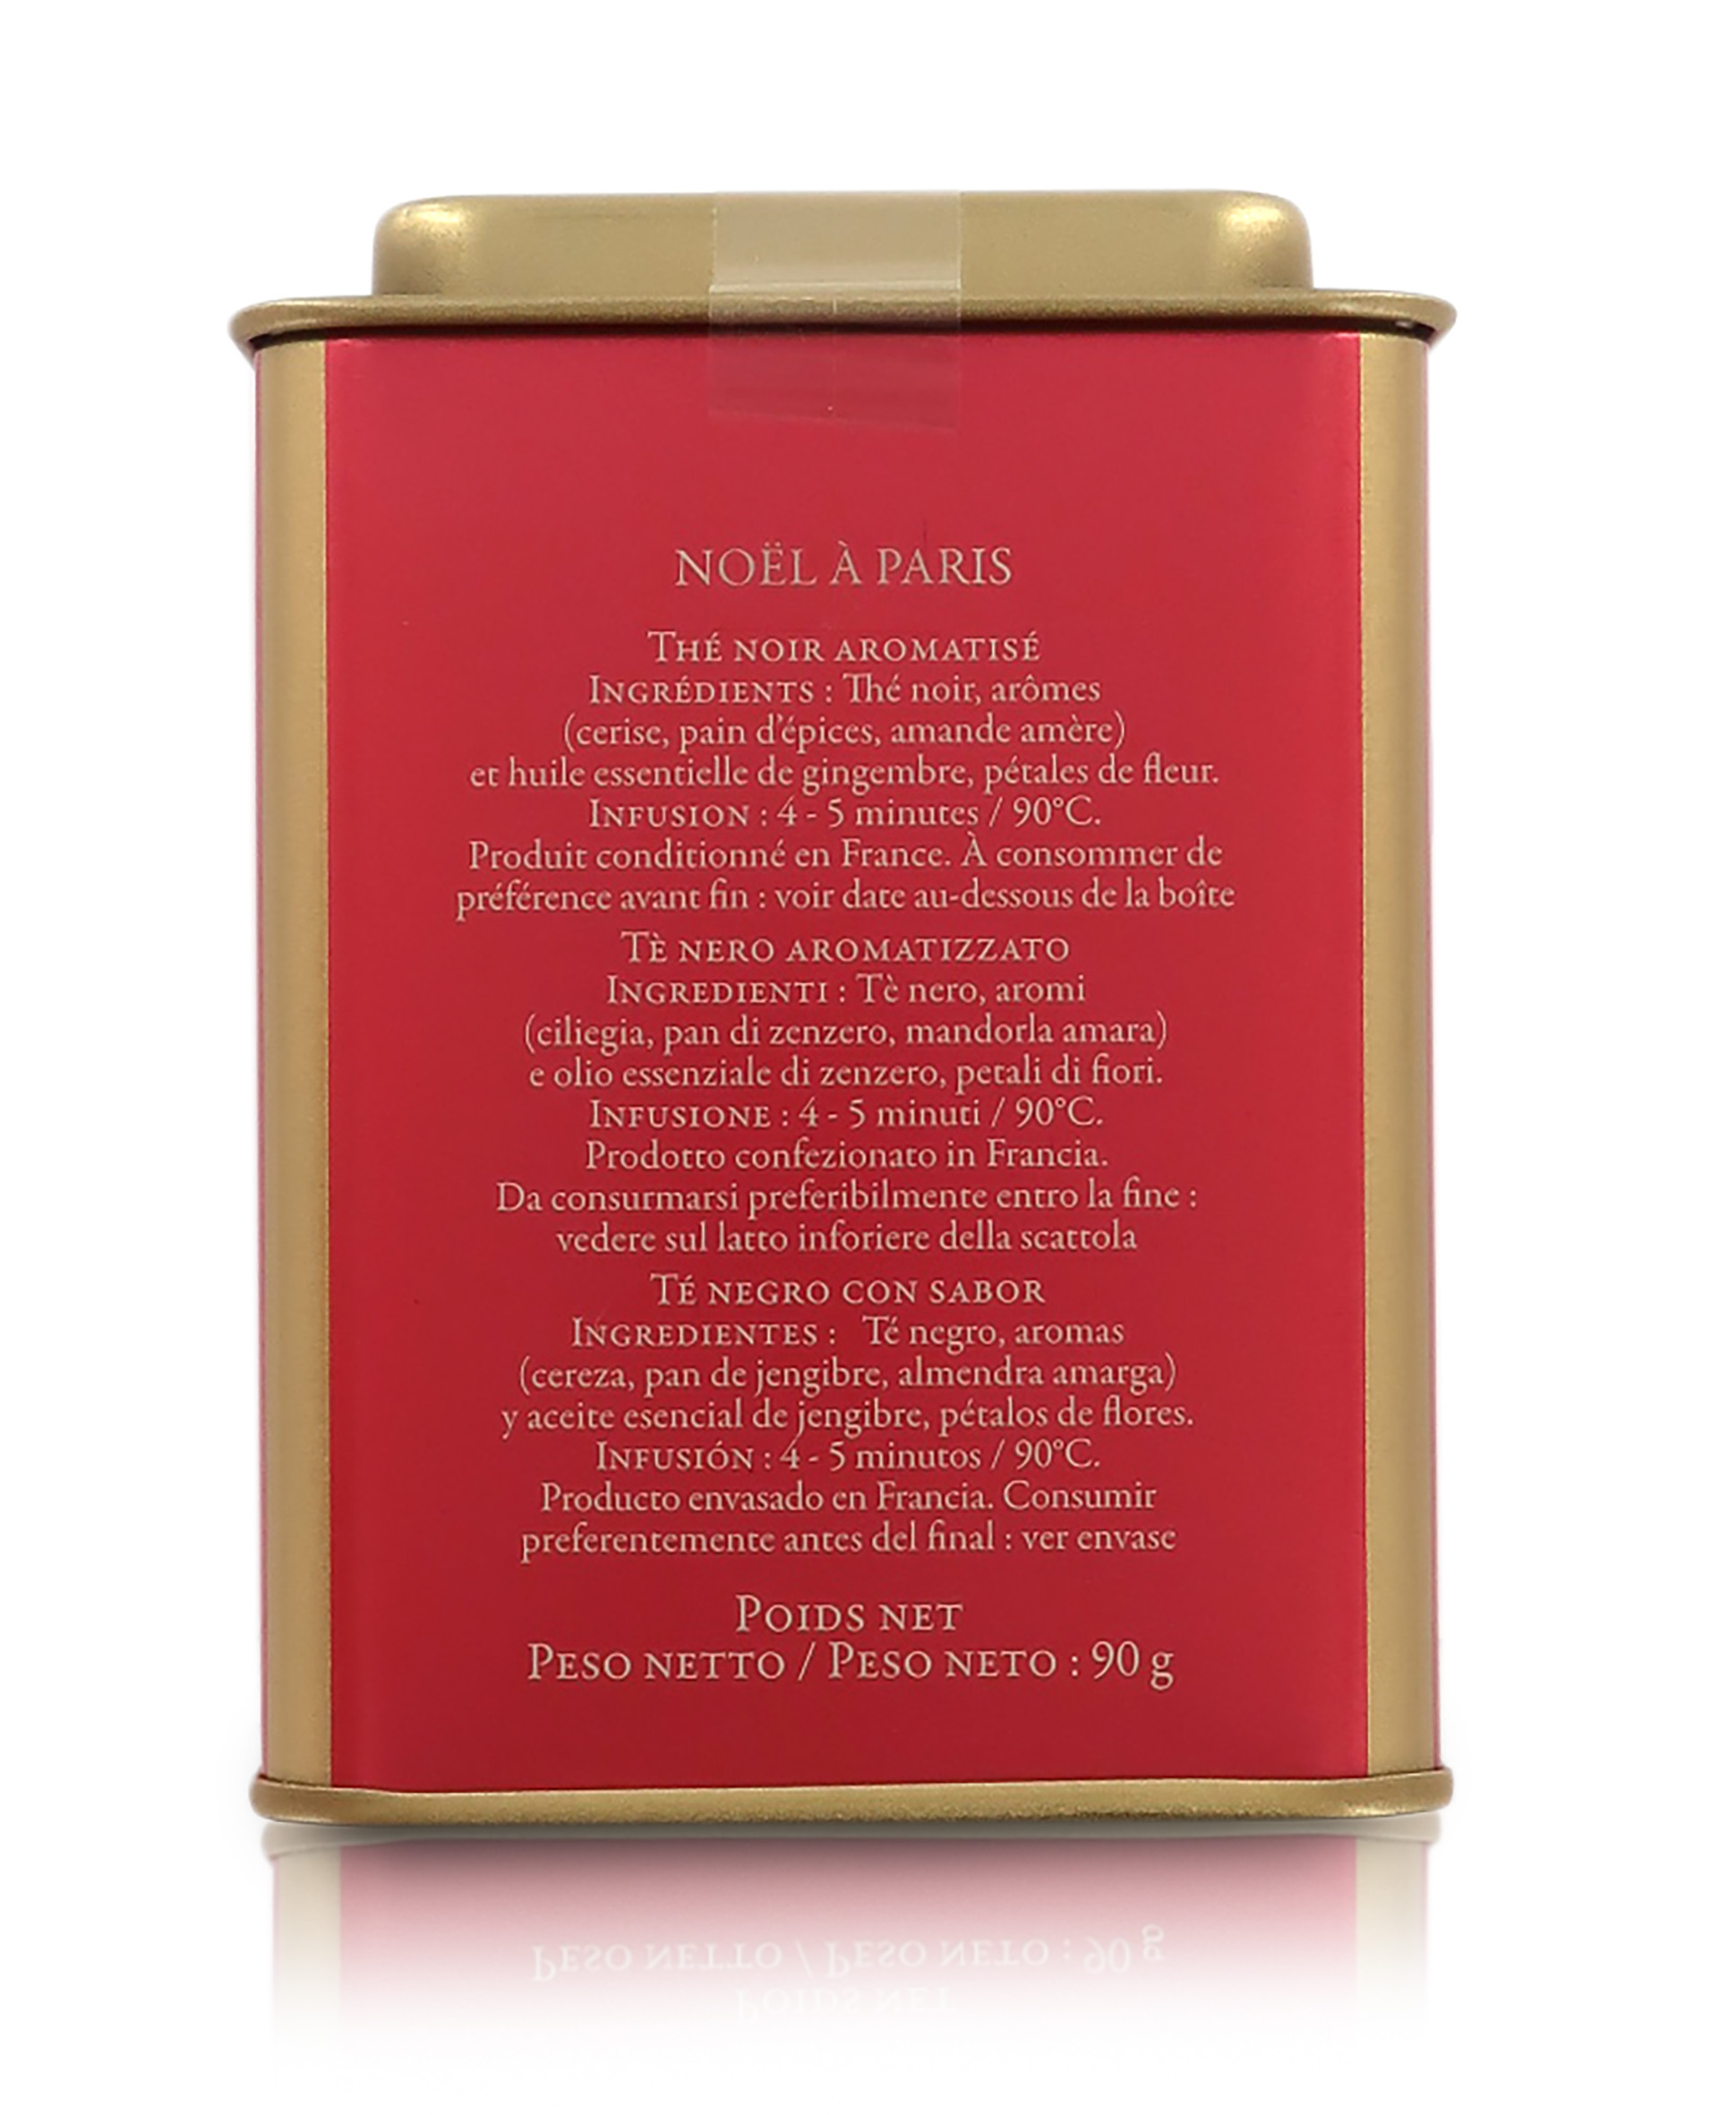 NOËL À PARIS
THÉ NOIR AROMATISÉ
INGRÉDIENTS : Thé noir, arômes
(cerise, pain d'épices, amande amère)
et huile essentielle de gingembre, pétales de fleur.
INFUSION : 4 - 5 minutes / 90°C.
Produit conditionné en France. À consommer de
préférence avant fin : voir date au-dessous de la boîte
TÈ NERO AROMATIZZATO
INGREDIENTI : Tè nero, aromi
(ciliegia, pan di zenzero, mandorla amara)
e olio essenziale di zenzero, petali di fiori.
INFUSIONE : 4 - 5 minuti / 90°C.
Prodotto confezionato in Francia.
Da consurmarsi preferibilmente entro la fine :
vedere sul latto inforiere della scattola
TÉ NEGRO CON SABOR
INGREDIENTES : Té negro, aromas
(cereza, pan de jengibre, almendra amarga)
y aceite esencial de jengibre, pétalos de flores.
INFUSIÓN : 4 - 5 minutos / 90°C.
Producto envasado en Francia. Consumir
preferentemente antes del final : ver envase
POIDS NET
PESO NETTO / PESO NETO : 90 g